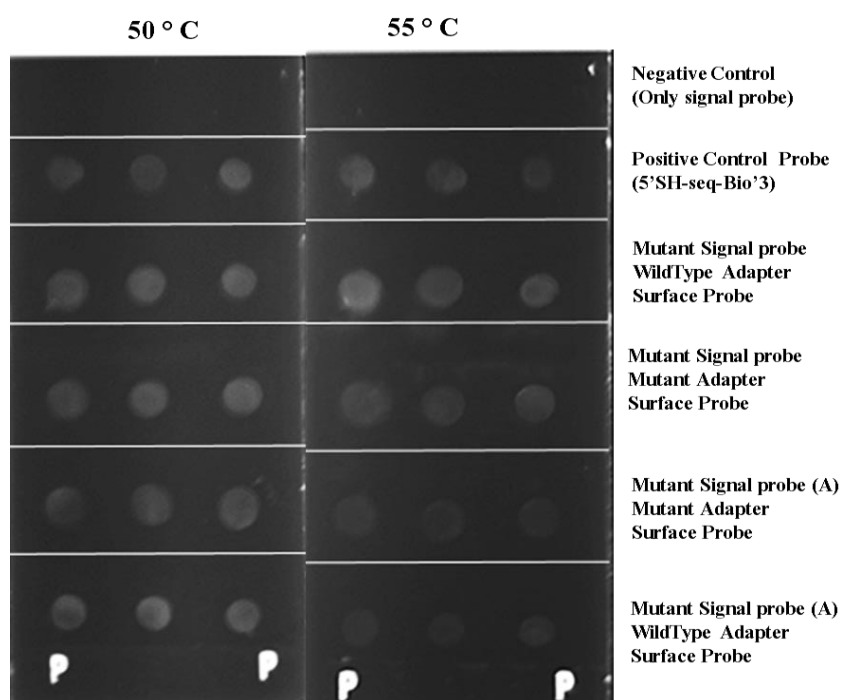 50 ° C
55 ° C
Negative Control
(Only signal probe)
Positive Control Probe
(5'SH-seq-Bio'3)
Mutant Signal probe
WildType Adapter
Surface Probe
Mutant Signal probe
Mutant Adapter
Surface Probe
Mutant Signal probe (A)
Mutant Adapter
Surface Probe
Mutant Signal probe (A)
WildType Adapter
Surface Probe
P P
P P